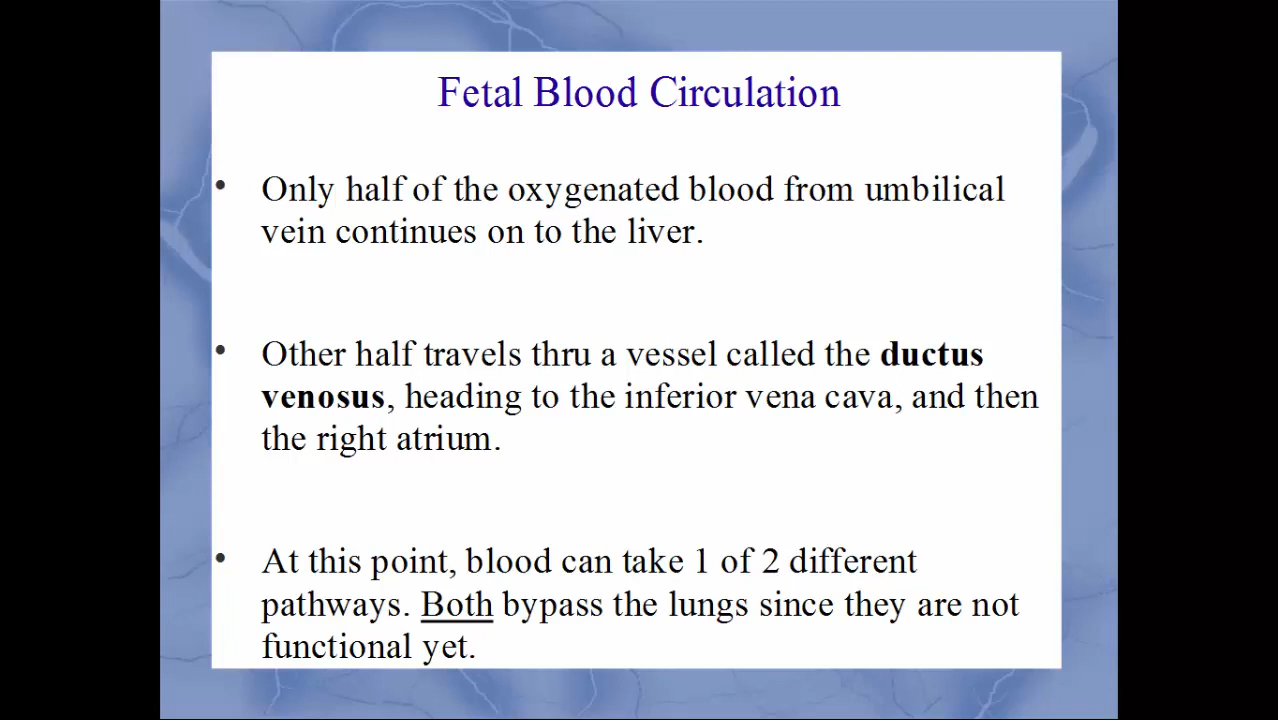 Fetal Blood Circulation
• Only half of the oxygenated blood from umbilical
vein continues on to the liver.
• Other half travels thru a vessel called the ductus
venosus, heading to the inferior vena cava, and then
the right atrium.
• At this point, blood can take 1 of 2 different
pathways. Both bypass the lungs since they are not
functional yet.